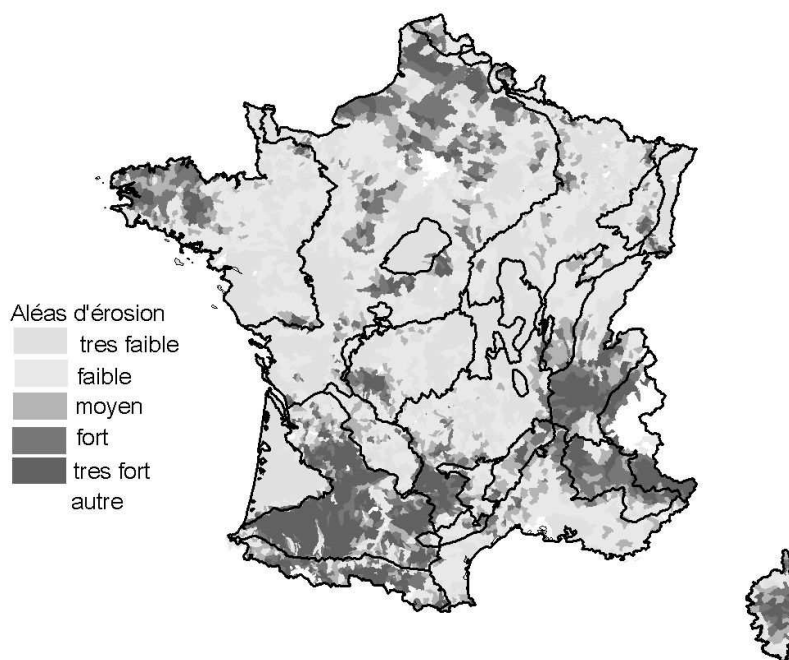 Aléas d'érosion
tres faible
faible
moyen
fort
tres fort
autre